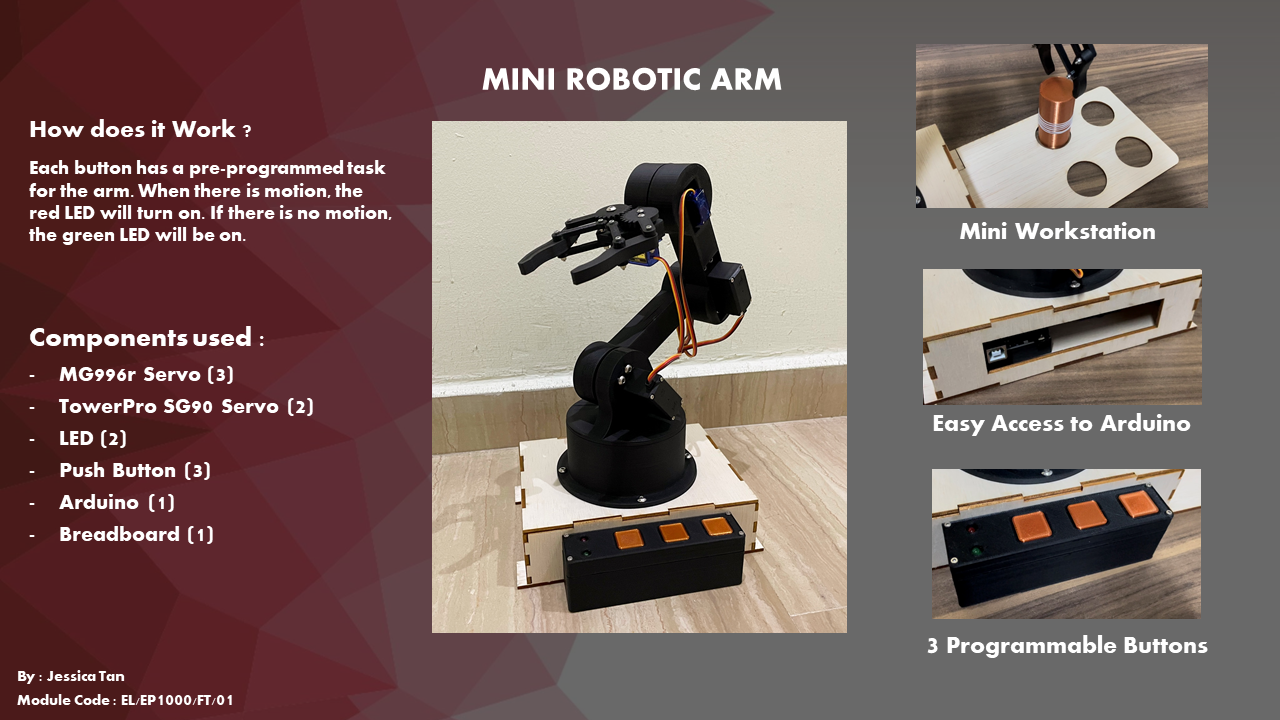 MINI ROBOTIC ARM
How does it Work ?
Each button has a pre-programmed task
for the arm. When there is motion, the
red LED will turn on. If there is no motion,
the green LED will be on.
Components used :
- MG996r Servo (3)
- TowerPro SG90 Servo (2)
- LED (2)
- Push Button (3)
- Arduino (1)
- Breadboard (1)
By : Jessica Tan
Module Code : EL/EP1000/FT/01
Mini Workstation
Easy Access to Arduino
3 Programmable Buttons